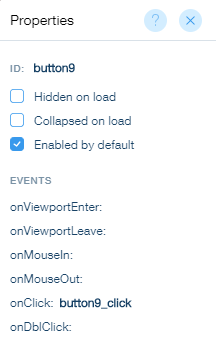 Properties ?
ID: button9
Hidden on load
Collapsed on load
Enabled by default
EVENTS
onViewportEnter:
onViewportLeave:
onMouseIn:
onMouseOut:
onClick: button9_click
onDblClick: